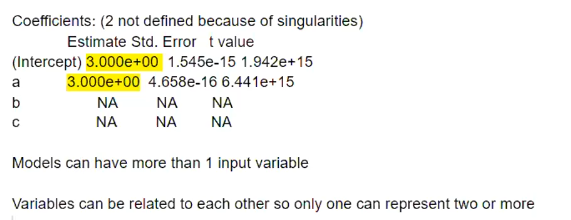 Coefficients: (2 not defined because of singularities)
Estimate Std. Error t value
(Intercept) 3.000e+00 1.545e-15 1.942e+15
a 3.000e+00 4.658e-16 6.441e+15
b NA NA NA
c NA NA NA
Models can have more than 1 input variable
Variables can be related to each other so only one can represent two or more